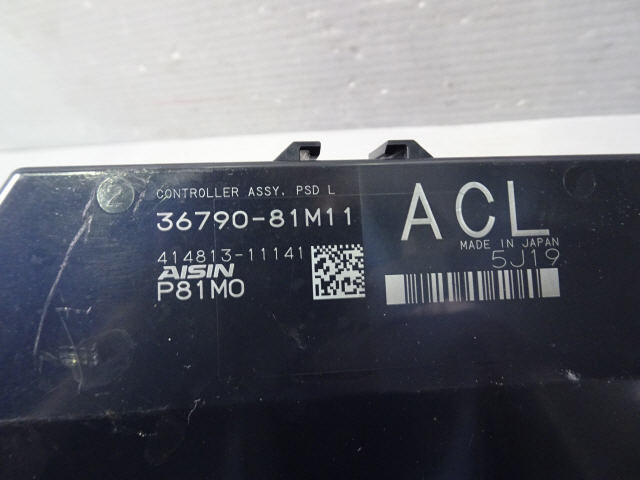 2
CONTROLLER ASSY, PSD L
36790-81M11
414813-11141
AISIN
P81M0
ACL
MADE IN JAPAN
5J19